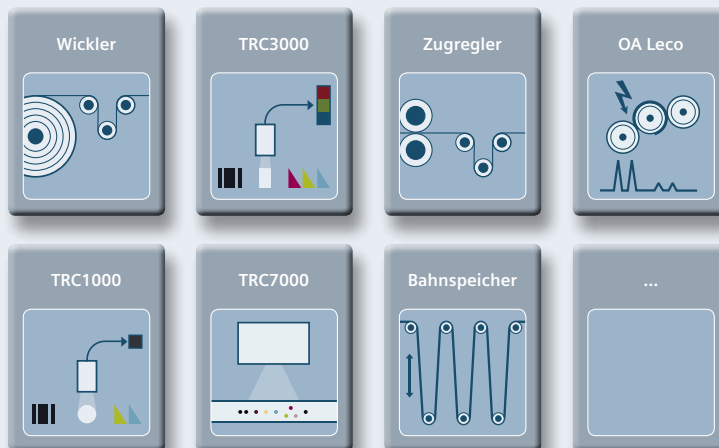 Wickler
TRC3000
Zugregler
OA Leco
TRC1000
TRC7000
Bahnspeicher
...